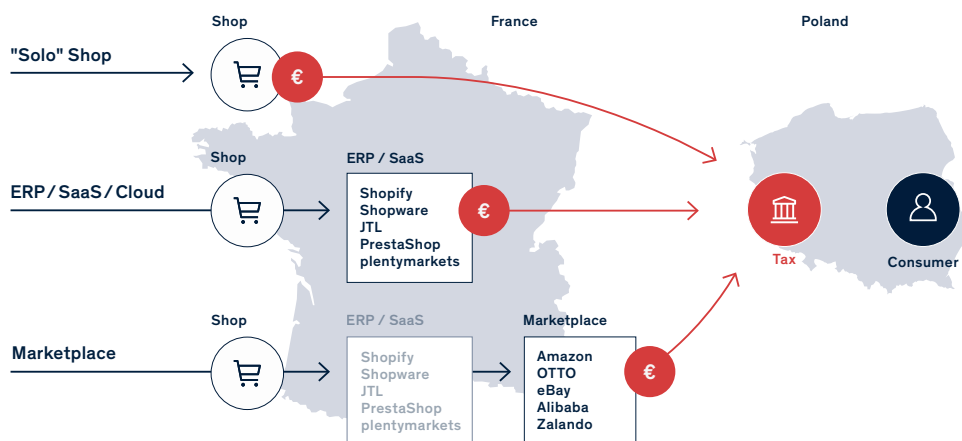 Shop
France
Poland
"Solo" Shop
€
Shop
ERP / SaaS
ERP / SaaS / Cloud
Shopify
Shopware
JTL
PrestaShop
plentymarkets
€
Tax
Consumer
Shop
ERP / SaaS
Marketplace
Marketplace
Shopify
Shopware
JTL
PrestaShop
plentymarkets
Amazon
OTTO
eBay
Alibaba
Zalando
€